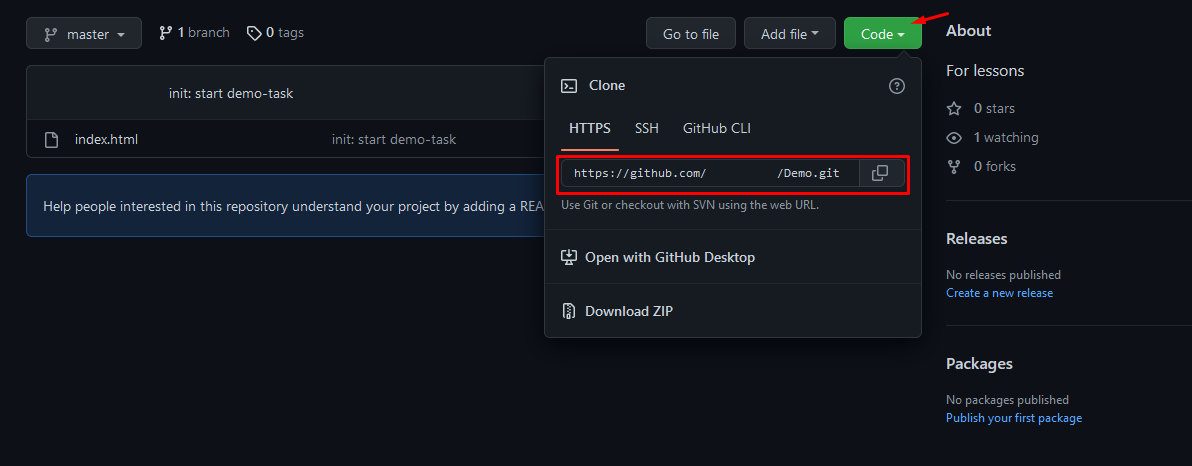 master
1 branch
0 tags
Go to file
Add file
Code
init: start demo-task
index.html
init: start demo-task
Help people interested in this repository understand your project by adding a REA
Clone
HTTPS
SSH
GitHub CLI
https://github.com/ /Demo.git
Use Git or checkout with SVN using the web URL.
Open with GitHub Desktop
Download ZIP
About
For lessons
0 stars
1 watching
0 forks
Releases
No releases published
Create a new release
Packages
No packages published
Publish your first package